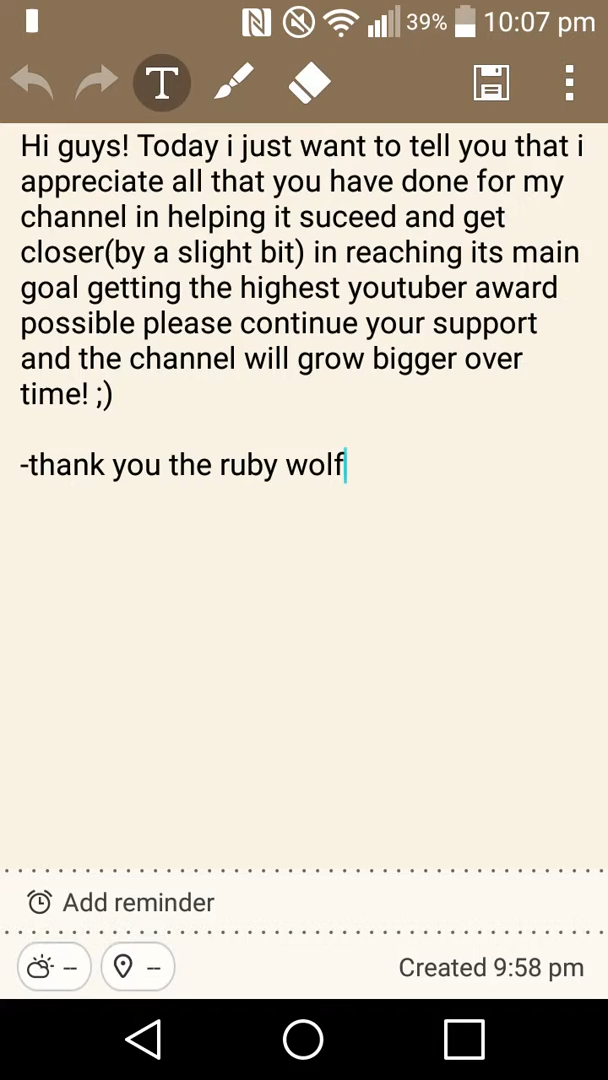 39% 10:07 pm
T
Hi guys! Today i just want to tell you that i
appreciate all that you have done for my
channel in helping it suceed and get
closer(by a slight bit) in reaching its main
goal getting the highest youtuber award
possible please continue your support
and the channel will grow bigger over
time! ;)
-thank you the ruby wolf
Add reminder
-- -- Created 9:58 pm